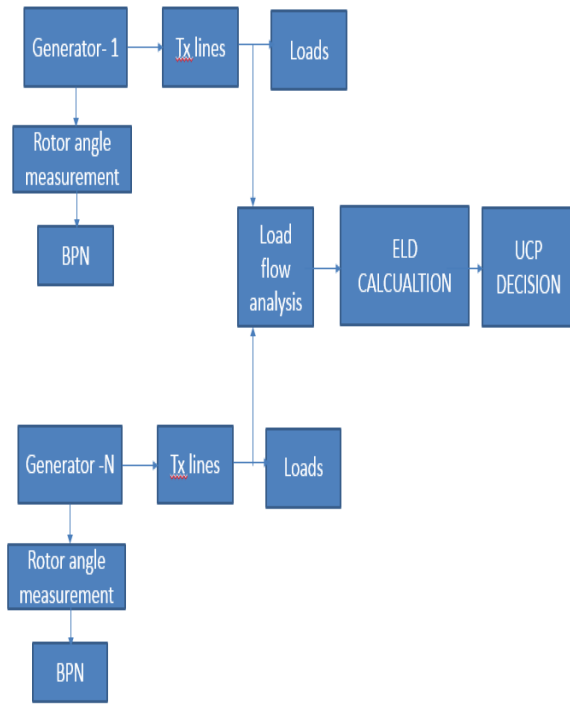 Generator- 1
Tx lines
Loads
Rotor angle
measurement
BPN
Load
flow
analysis
ELD
CALCUALTION
UCP
DECISION
Generator -N
Tx lines
Loads
Rotor angle
measurement
BPN